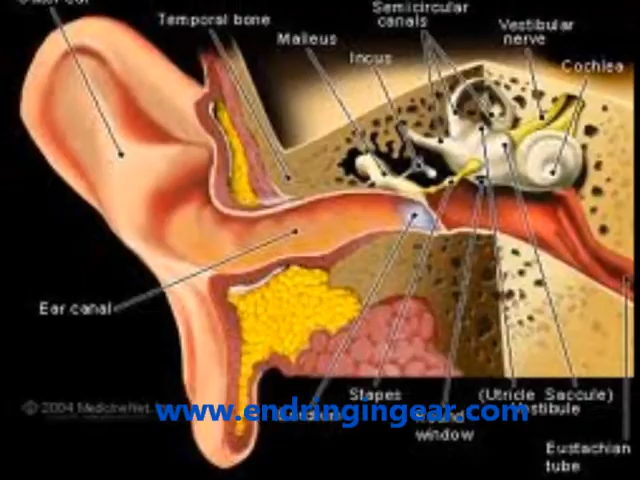 Temporal bone
Semicircular
canals
Vestibular
nerve
Malleus
Incus
Cochlea
Ear canal
Stapes
(Utricle Saccule)
© 2004 MedicineNet
www.endringingear.com
window
Eustachian
tube